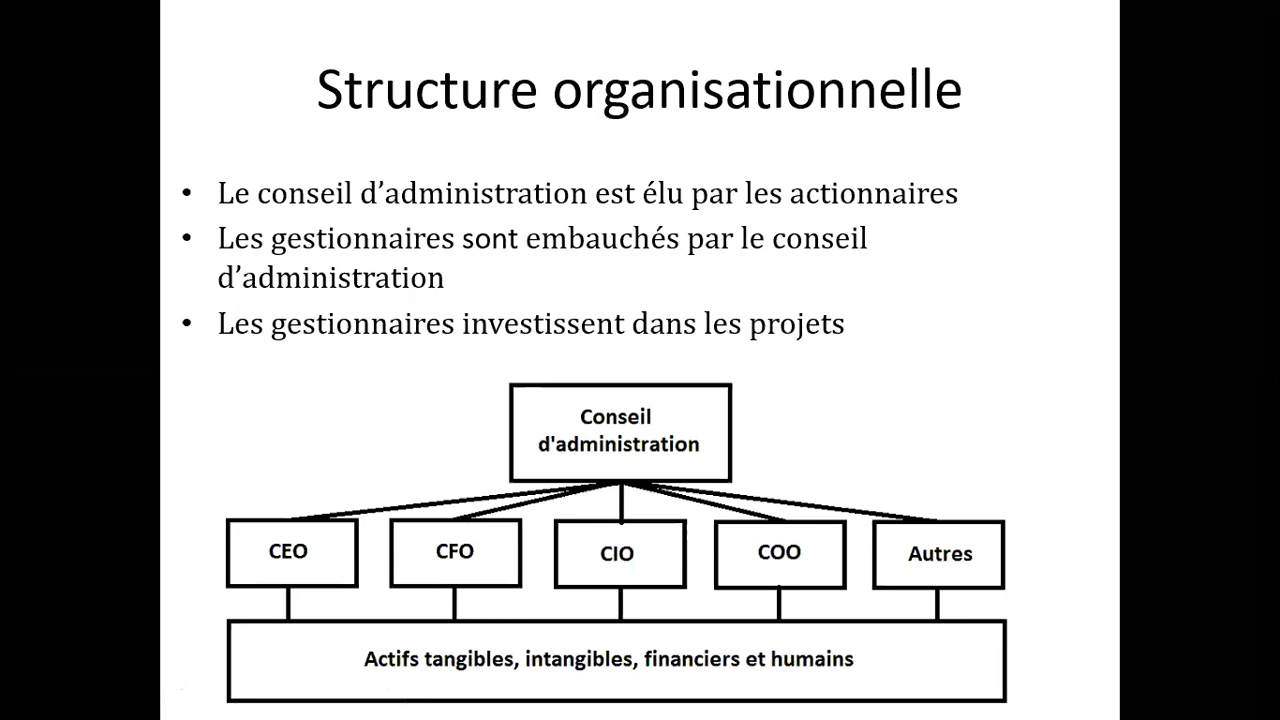 Structure organisationnelle
• Le conseil d’administration est élu par les actionnaires
• Les gestionnaires sont embauchés par le conseil
d’administration
• Les gestionnaires investissent dans les projets
Conseil
d'administration
CEO
CFO
CIO
COO
Autres
Actifs tangibles, intangibles, financiers et humains